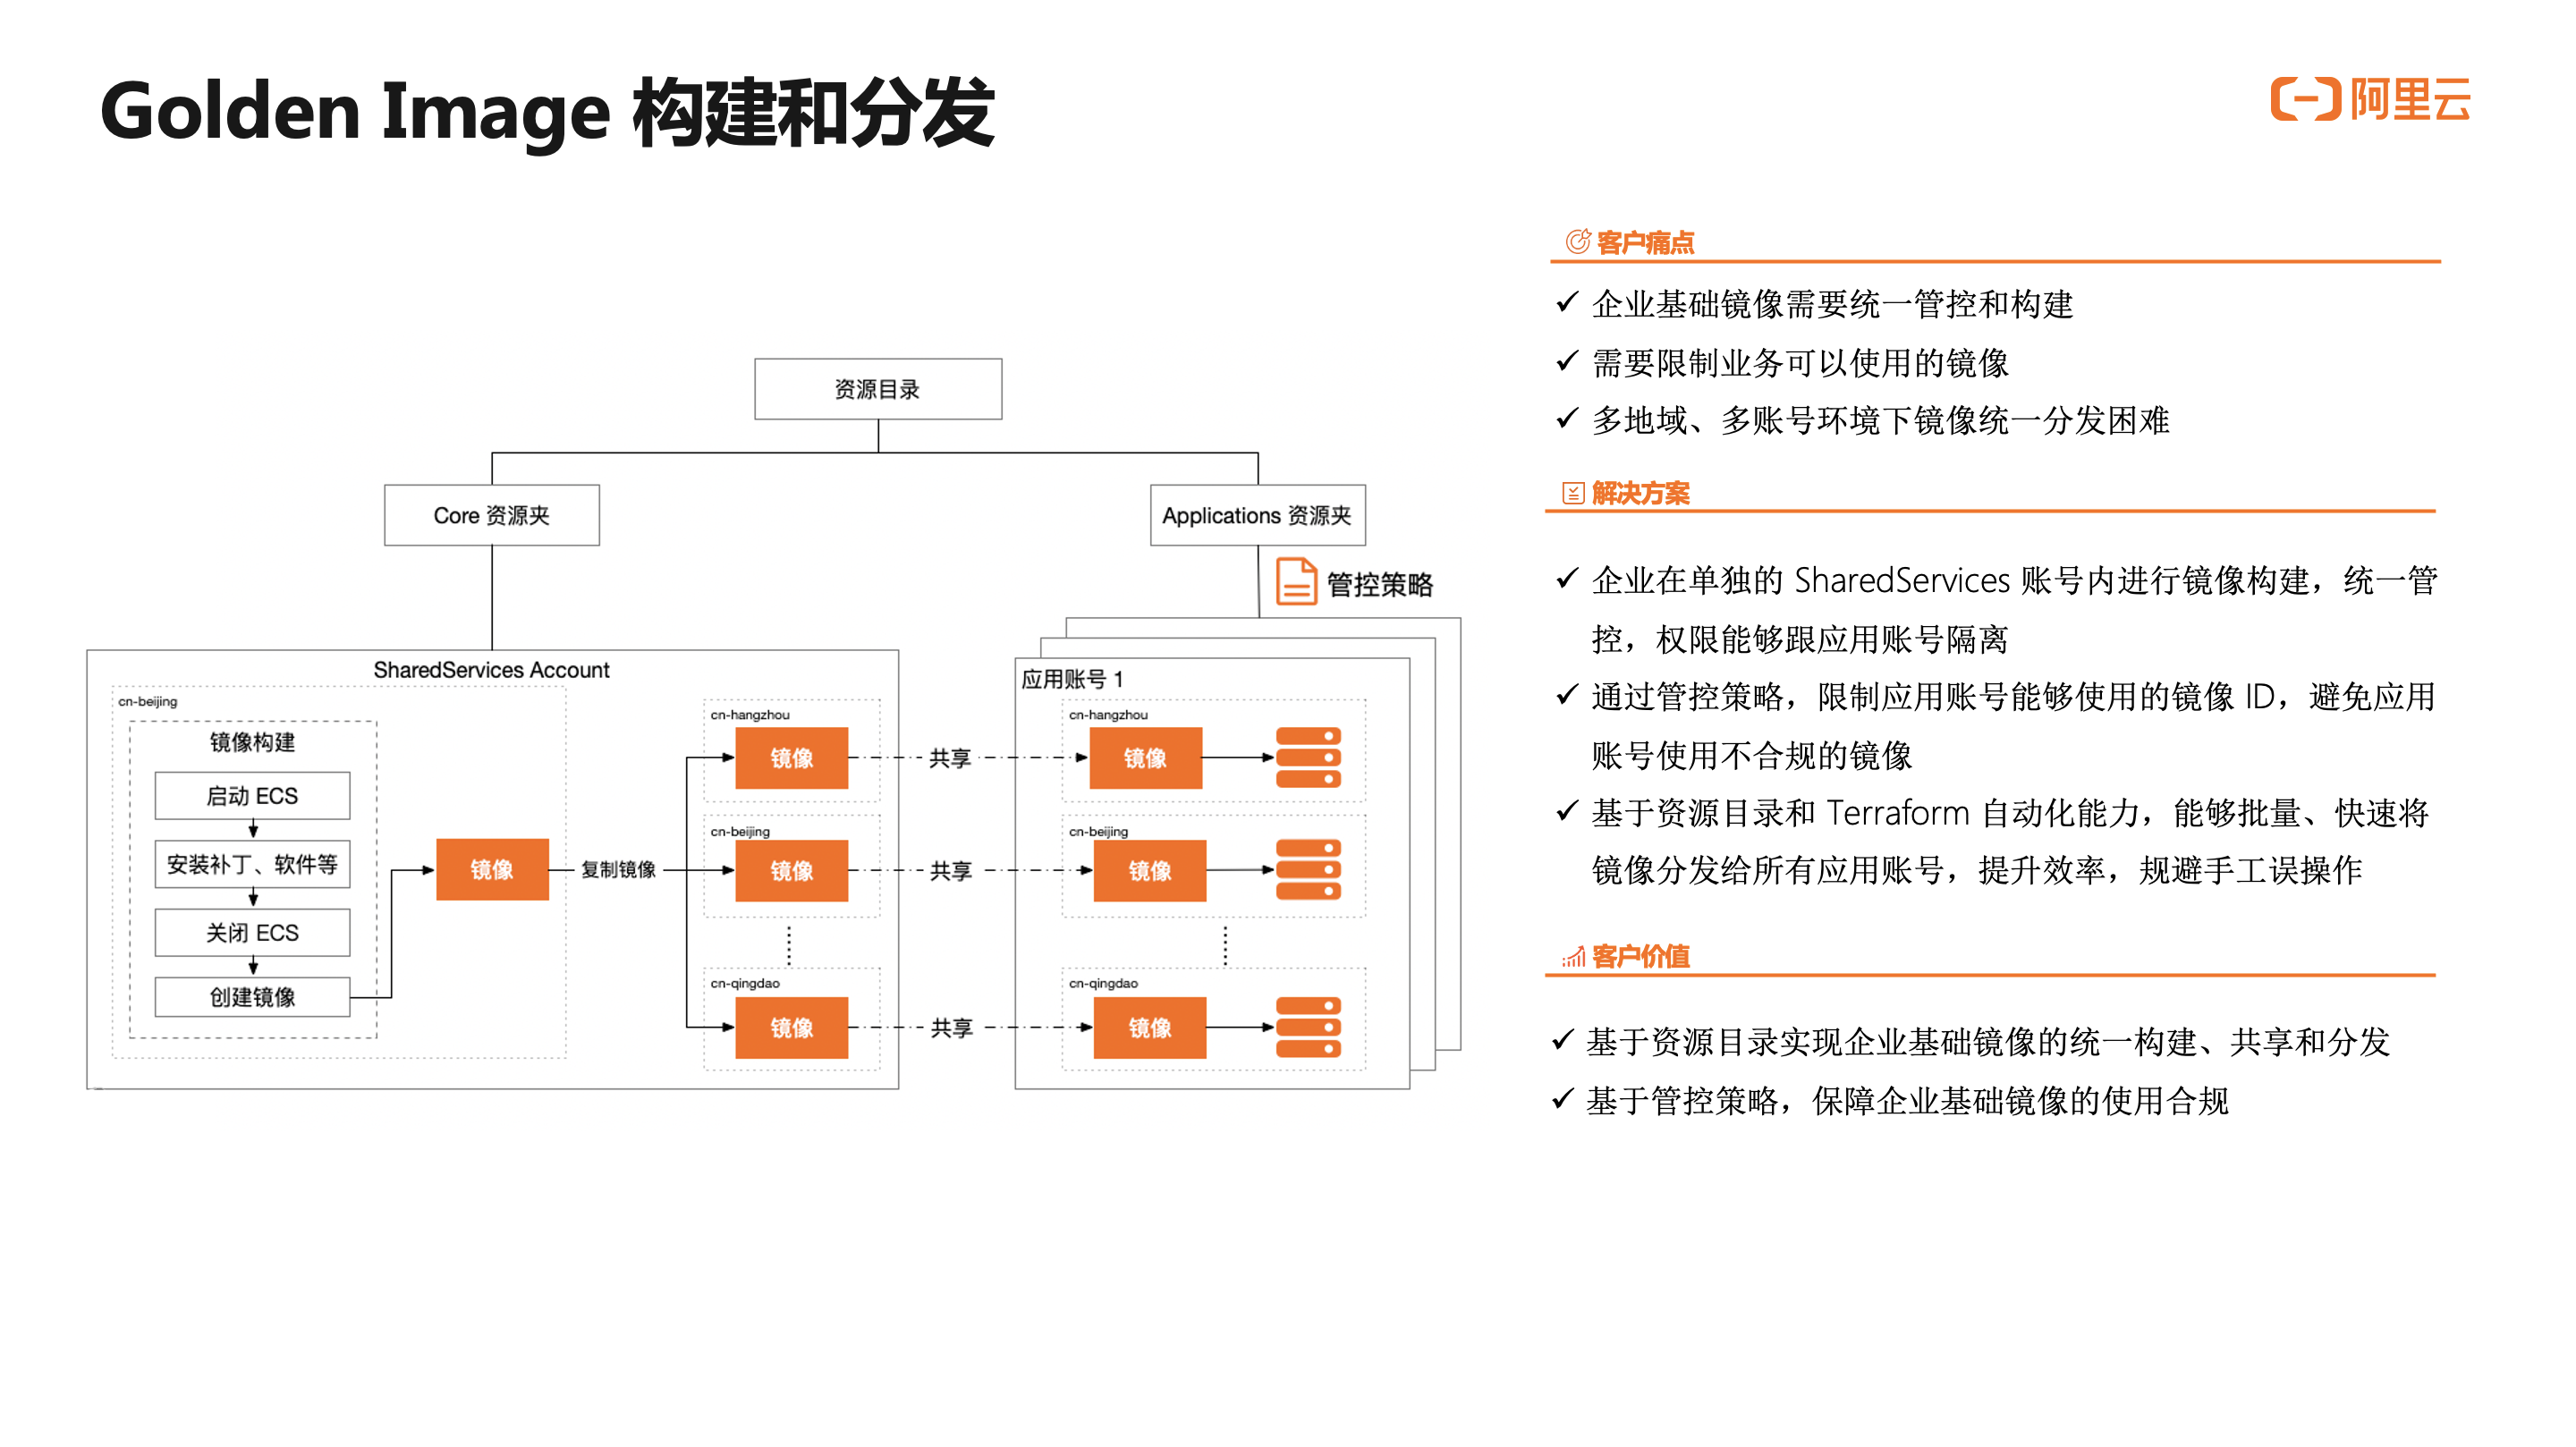 Golden Image 构建和分发
阿里云
资源目录
Core 资源夹
Applications 资源夹
管控策略
SharedServices Account
cn-beijing
镜像构建
启动 ECS
安装补丁、软件等
关闭 ECS
创建镜像
镜像
复制镜像
cn-hangzhou
镜像
共享
cn-beijing
镜像
共享
cn-qingdao
镜像
共享
应用账号 1
cn-hangzhou
镜像
cn-beijing
镜像
cn-qingdao
镜像
客户痛点
✓ 企业基础镜像需要统一管控和构建
✓ 需要限制业务可以使用的镜像
✓ 多地域、多账号环境下镜像统一分发困难
解决方案
✓ 企业在单独的 SharedServices 账号内进行镜像构建，统一管
控，权限能够跟应用账号隔离
✓ 通过管控策略，限制应用账号能够使用的镜像 ID，避免应用
账号使用不合规的镜像
✓ 基于资源目录和 Terraform 自动化能力，能够批量、快速将
镜像分发给所有应用账号，提升效率，规避手工误操作
客户价值
✓ 基于资源目录实现企业基础镜像的统一构建、共享和分发
✓ 基于管控策略，保障企业基础镜像的使用合规